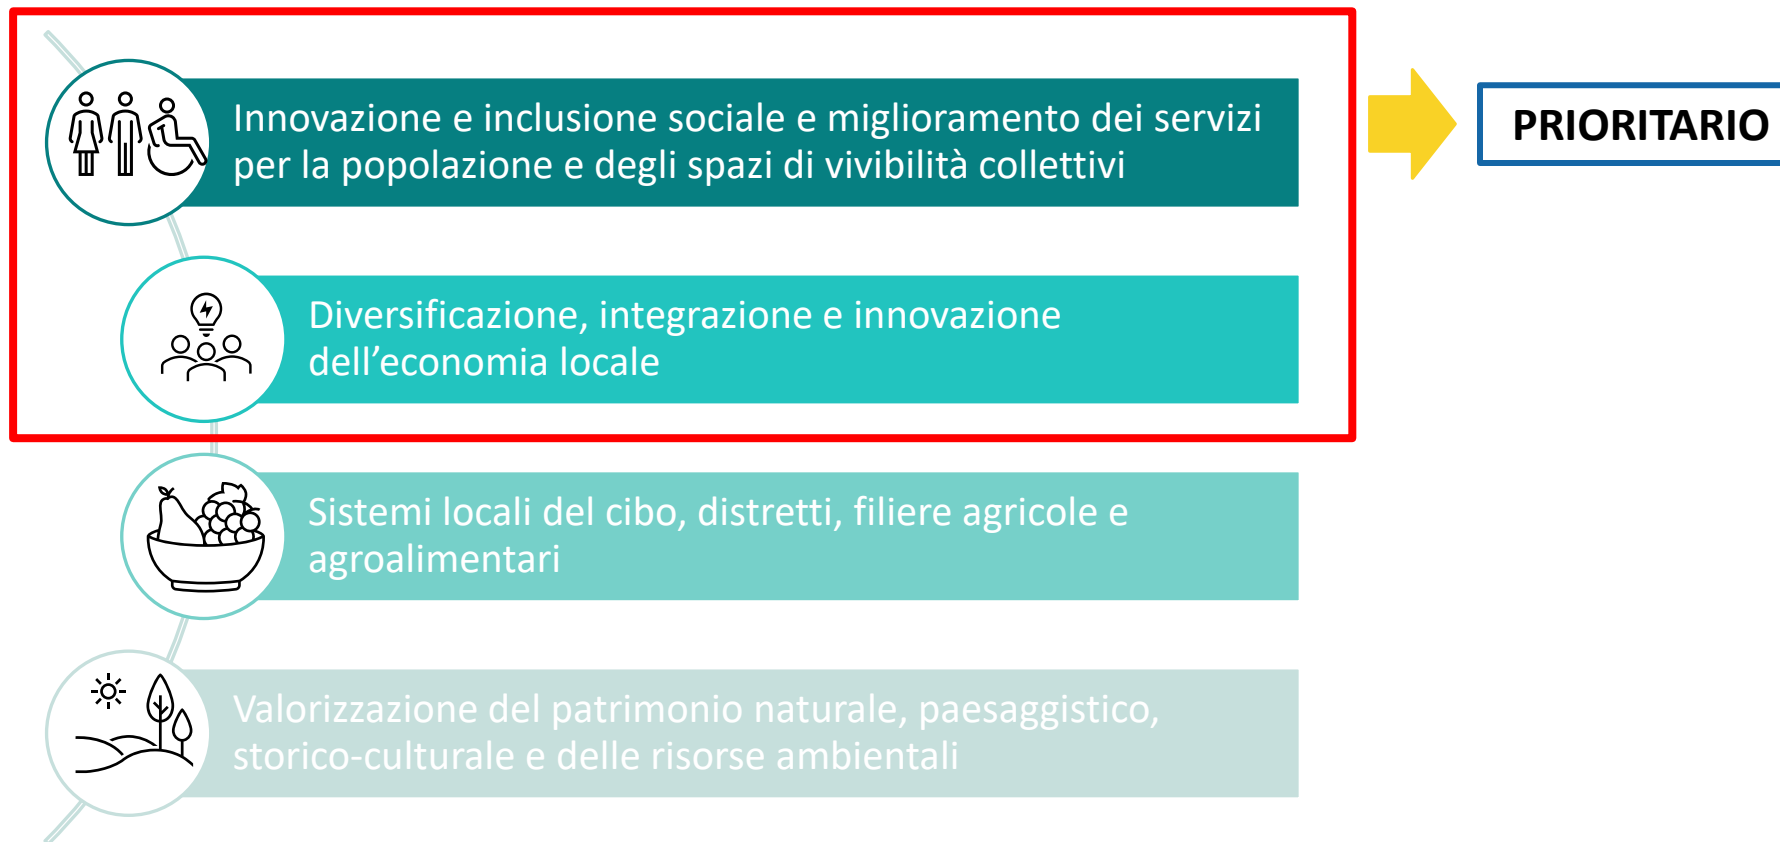 Innovazione e inclusione sociale e miglioramento dei servizi
per la popolazione e degli spazi di vivibilità collettivi
PRIORITARIO
Diversificazione, integrazione e innovazione
dell’economia locale
Sistemi locali del cibo, distretti, filiere agricole e
agroalimentari
Valorizzazione del patrimonio naturale, paesaggistico,
storico-culturale e delle risorse ambientali